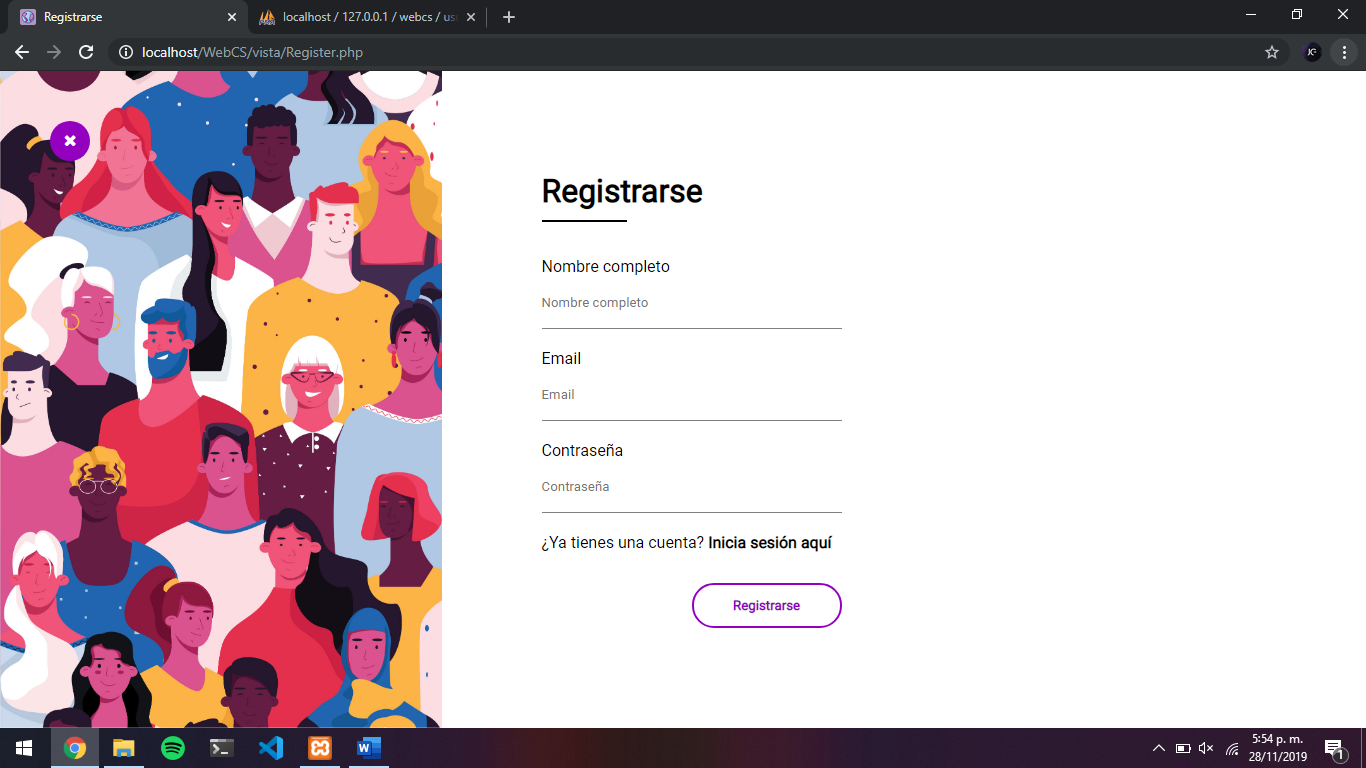 Registrarse
localhost / 127.0.0.1 / webcs / us
localhost/WebCS/vista/Register.php
Registrarse
Nombre completo
Nombre completo
Email
Email
Contraseña
Contraseña
¿Ya tienes una cuenta? Inicia sesión aquí
Registrarse
5:54 p. m.
28/11/2019
1